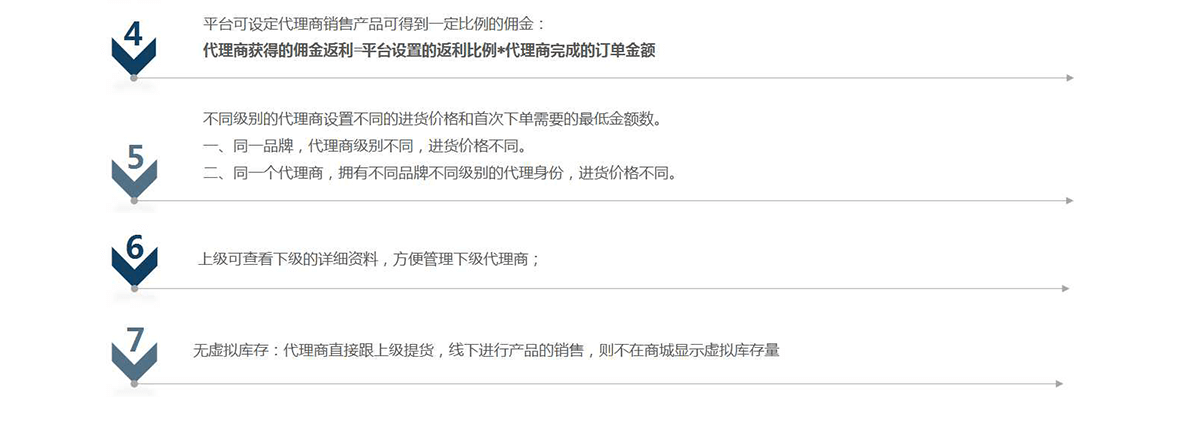 4
平台可设定代理商销售产品可得到一定比例的佣金：
代理商获得的佣金返利=平台设置的返利比例*代理商完成的订单金额
5
不同级别的代理商设置不同的进货价格和首次下单需要的最低金额数。
一、同一品牌，代理商级别不同，进货价格不同。
二、同一个代理商，拥有不同品牌不同级别的代理身份，进货价格不同。
6
上级可查看下级的详细资料，方便管理下级代理商；
7
无虚拟库存：代理商直接跟上级提货，线下进行产品的销售，则不在商城显示虚拟库存量